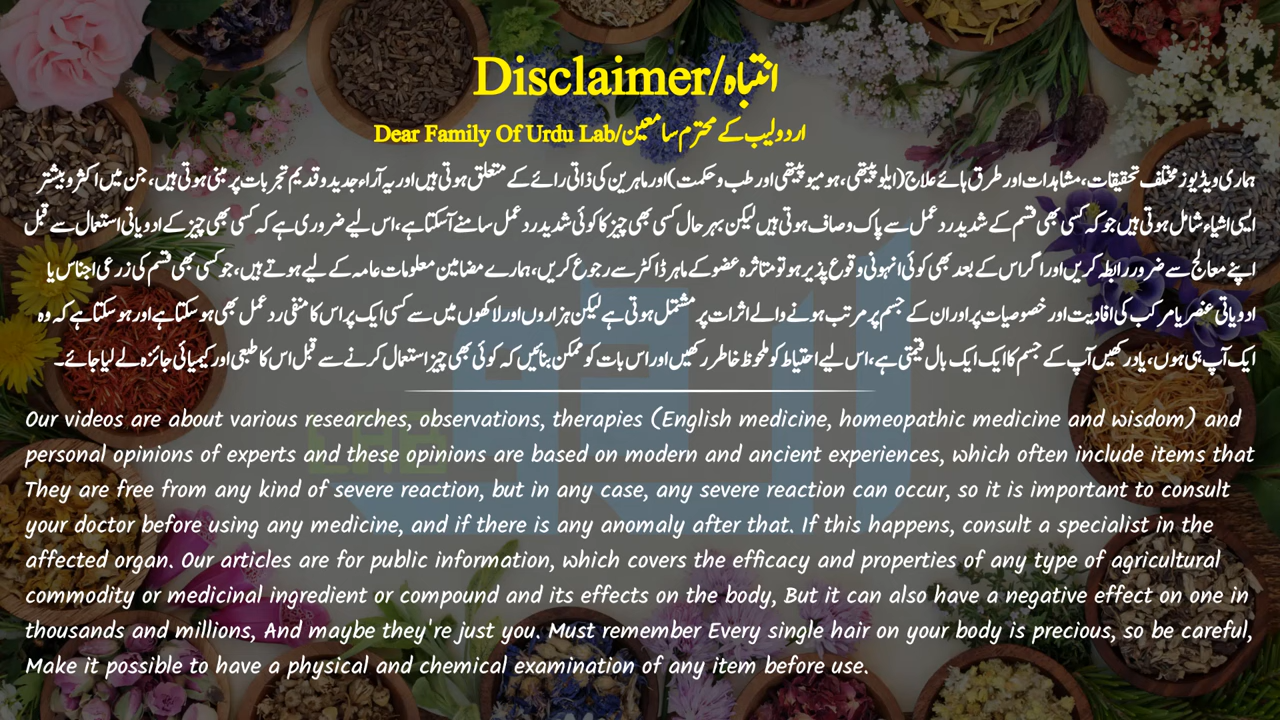 Disclaimer/انتباہ
Dear Family Of Urdu Lab/اردو لیب کے محترم سامعین
ہماری ویڈیوز مختلف تحقیقات، مشاہدات اور طرق ہائے علاج (ایلوپیتھی، ہومیوپیتھی اور طب و حکمت) اور ماہرین کی ذاتی رائے کے متعلق ہوتی ہیں اور یہ آراء جدید و قدیم تجربات پر مبنی ہوتی ہیں، جن میں اکثر و بیشتر
ایسی اشیاء شامل ہوتی ہیں جو کہ کسی بھی قسم کے شدید رد عمل سے پاک و صاف ہوتی ہیں لیکن بہر حال کسی بھی چیز کا کوئی شدید رد عمل سامنے آسکتا ہے، اس لیے ضروری ہے کہ کسی بھی چیز کے ادویاتی استعمال سے قبل
اپنے معالج سے ضرور رابطہ کریں اور اگر اس کے بعد بھی کوئی انہونی وقوع پذیر ہو تو متاثرہ عضو کے ماہر ڈاکٹر سے رجوع کریں، ہمارے مضامین معلومات عامہ کے لیے ہوتے ہیں، جو کسی بھی قسم کی زرعی اجناس یا
ادویاتی عنصر یا مرکب کی افادیت اور خصوصیات پر اور ان کے جسم پر مرتب ہونے والے اثرات پر مشتمل ہوتی ہے لیکن ہزاروں اور لاکھوں میں سے کسی ایک پر اس کا منفی رد عمل بھی ہو سکتا ہے اور ہو سکتا ہے کہ وہ
ایک آپ ہی ہوں، یاد رکھیں آپ کے جسم کا ایک ایک بال قیمتی ہے، اس لیے احتیاط کو ملحوظ خاطر رکھیں اور اس بات کو ممکن بنائیں کہ کوئی بھی چیز استعمال کرنے سے قبل اس کا طبعی اور کیمیائی جائزہ لے لیا جائے۔
Our videos are about various researches, observations, therapies (English medicine, homeopathic medicine and wisdom) and
personal opinions of experts and these opinions are based on modern and ancient experiences, which often include items that
They are free from any kind of severe reaction, but in any case, any severe reaction can occur, so it is important to consult
your doctor before using any medicine, and if there is any anomaly after that. If this happens, consult a specialist in the
affected organ. Our articles are for public information, which covers the efficacy and properties of any type of agricultural
commodity or medicinal ingredient or compound and its effects on the body, But it can also have a negative effect on one in
thousands and millions, And maybe they're just you. Must remember Every single hair on your body is precious, so be careful,
Make it possible to have a physical and chemical examination of any item before use.
LAB